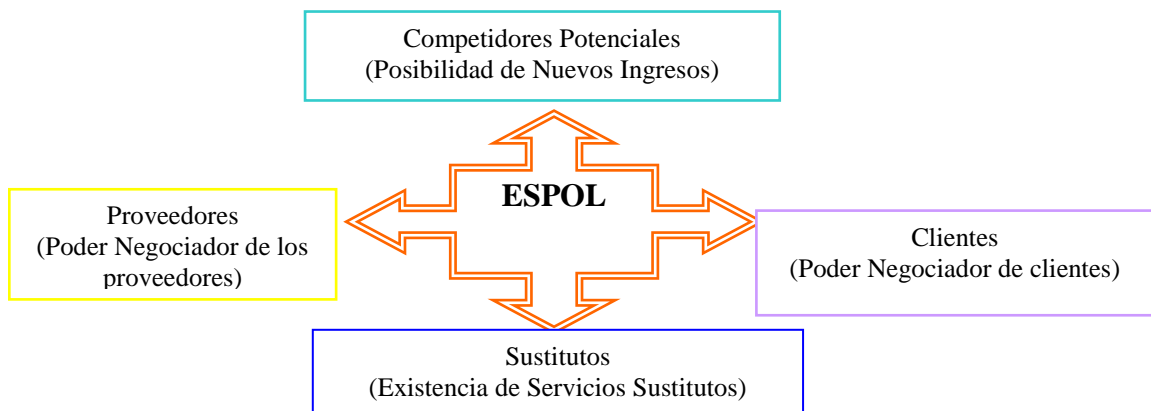 Competidores Potenciales
(Posibilidad de Nuevos Ingresos)
ESPOL
Proveedores
(Poder Negociador de los
proveedores)
Clientes
(Poder Negociador de clientes)
Sustitutos
(Existencia de Servicios Sustitutos)